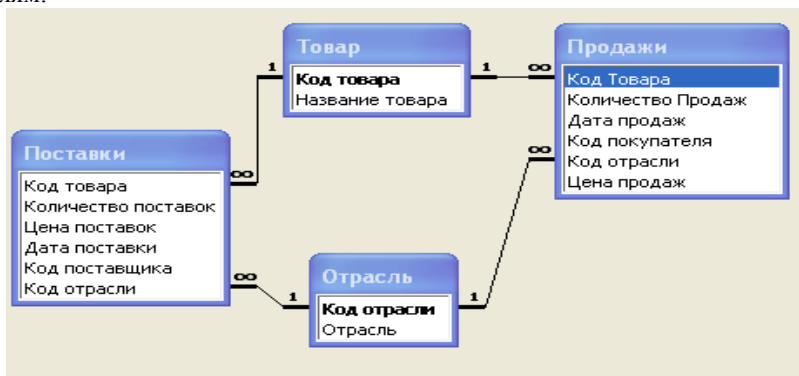 Товар
Код товара
Название товара
1
∞
1
∞
Продажи
Код Товара
Количество Продаж
Дата продаж
Код покупателя
Код отрасли
Цена продаж
∞
Поставки
Код товара
Количество поставок
Цена поставок
Дата поставки
Код поставщика
Код отрасли
∞
1
1
Отрасль
Код отрасли
Отрасль